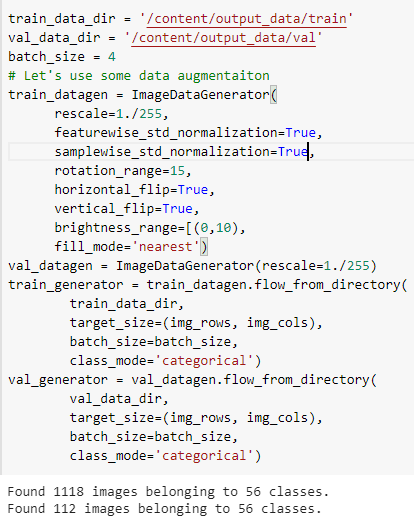 train_data_dir = '/content/output_data/train'
val_data_dir = '/content/output_data/val'
batch_size = 4
# Let's use some data augmentaiton
train_datagen = ImageDataGenerator(
      rescale=1./255,
      featurewise_std_normalization=True,
      samplewise_std_normalization=True,
      rotation_range=15,
      horizontal_flip=True,
      vertical_flip=True,
      brightness_range=[(0,10),
      fill_mode='nearest')
val_datagen = ImageDataGenerator(rescale=1./255)
train_generator = train_datagen.flow_from_directory(
        train_data_dir,
        target_size=(img_rows, img_cols),
        batch_size=batch_size,
        class_mode='categorical')
val_generator = val_datagen.flow_from_directory(
        val_data_dir,
        target_size=(img_rows, img_cols),
        batch_size=batch_size,
        class_mode='categorical')
Found 1118 images belonging to 56 classes.
Found 112 images belonging to 56 classes.